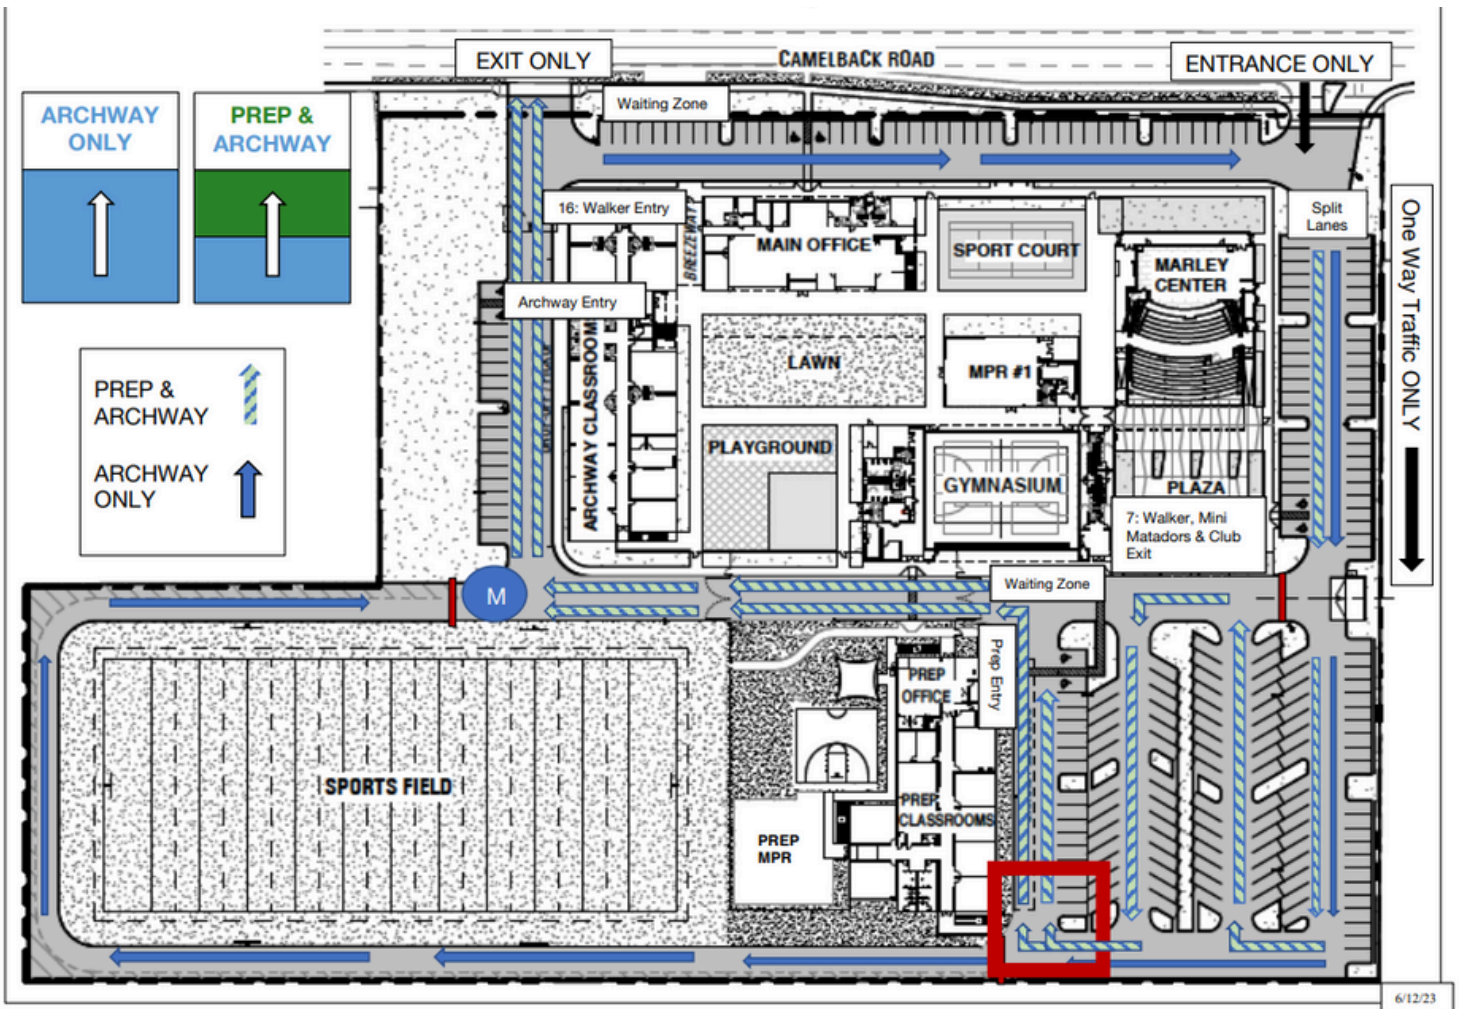 EXIT ONLY
CAMELBACK ROAD
ENTRANCE ONLY
ARCHWAY
ONLY
PREP &
ARCHWAY
Waiting Zone
16: Walker Entry
BREEZEWAY
MAIN OFFICE
SPORT COURT
MARLEY
CENTER
Split
Lanes
One Way Traffic ONLY
Archway Entry
ARCHWAY CLASSROOMS
LAWN
MPR #1
PREP &
ARCHWAY
ARCHWAY
ONLY
PLAYGROUND
GYMNASIUM
PLAZA
7: Walker, Mini
Matadors & Club
Exit
M
Waiting Zone
Prep Entry
PREP
OFFICE
SPORTS FIELD
PREP
CLASSROOMS
PREP
MPR
6/12/23